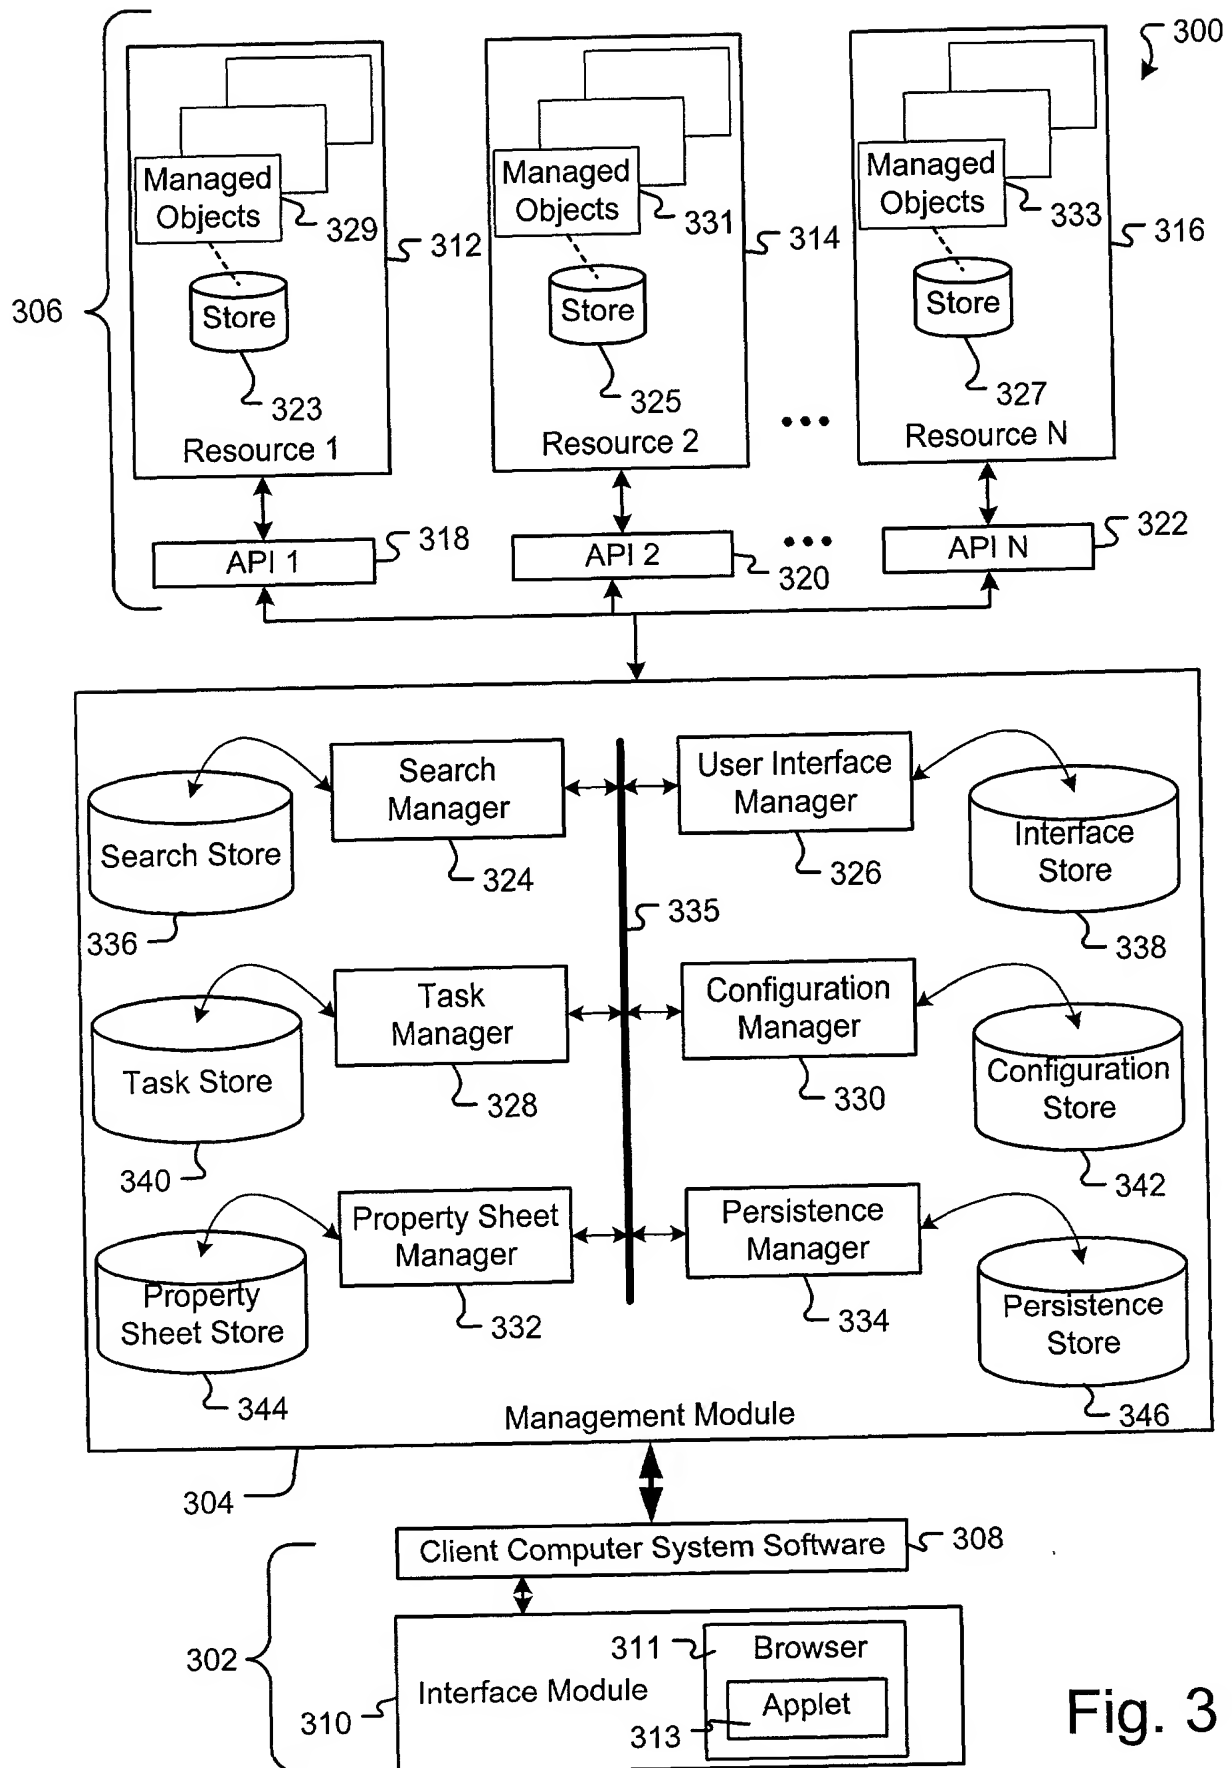 300
Managed
Objects
329
312
Managed
Objects
331
314
Managed
Objects
333
316
306
Store
323
Store
325
Store
327
Resource 1
Resource 2
...
Resource N
API 1
318
API 2
320
...
API N
322
Search
Manager
324
User Interface
Manager
326
Search Store
336
Interface
Store
338
335
Task
Manager
328
Configuration
Manager
330
Task Store
340
Configuration
Store
342
Property Sheet
Manager
332
Persistence
Manager
334
Property
Sheet Store
344
Persistence
Store
346
Management Module
304
Client Computer System Software
308
302
311
Browser
Interface Module
310
Applet
313
Fig. 3